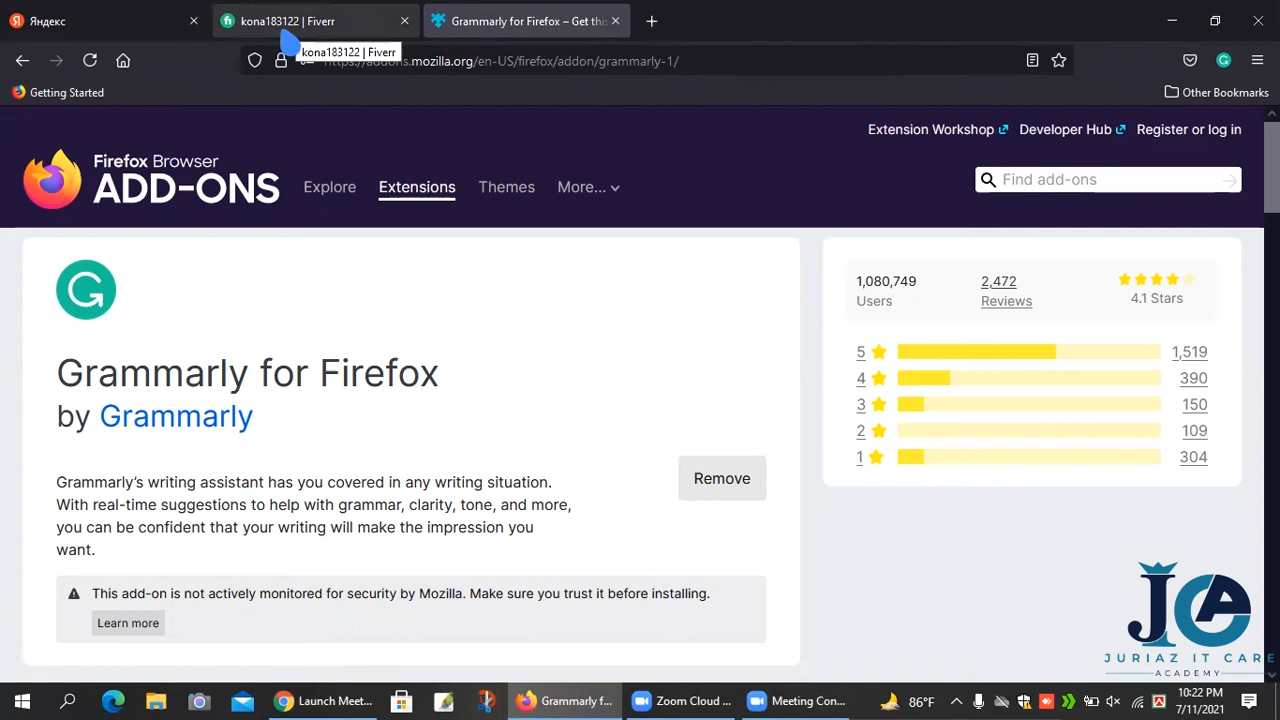 Яндекс
kona183122 | Fiverr
Grammarly for Firefox – Get this
kona183122 | Fiverr
https://addons.mozilla.org/en-US/firefox/addon/grammarly-1/
Getting Started
Other Bookmarks
Extension Workshop
Developer Hub
Register or log in
Firefox Browser
ADD-ONS
Explore
Extensions
Themes
More...
Find add-ons
Grammarly for Firefox
by Grammarly
Grammarly's writing assistant has you covered in any writing situation.
With real-time suggestions to help with grammar, clarity, tone, and more,
you can be confident that your writing will make the impression you
want.
Remove
This add-on is not actively monitored for security by Mozilla. Make sure you trust it before installing.
Learn more
1,080,749
Users
2,472
Reviews
4.1 Stars
5 1,519
4 390
3 150
2 109
1 304
JCA
JURIAZ IT CARE
ACADEMY
Launch Meet...
Grammarly f...
Zoom Cloud ...
Meeting Con...
86°F
10:22 PM
7/11/2021